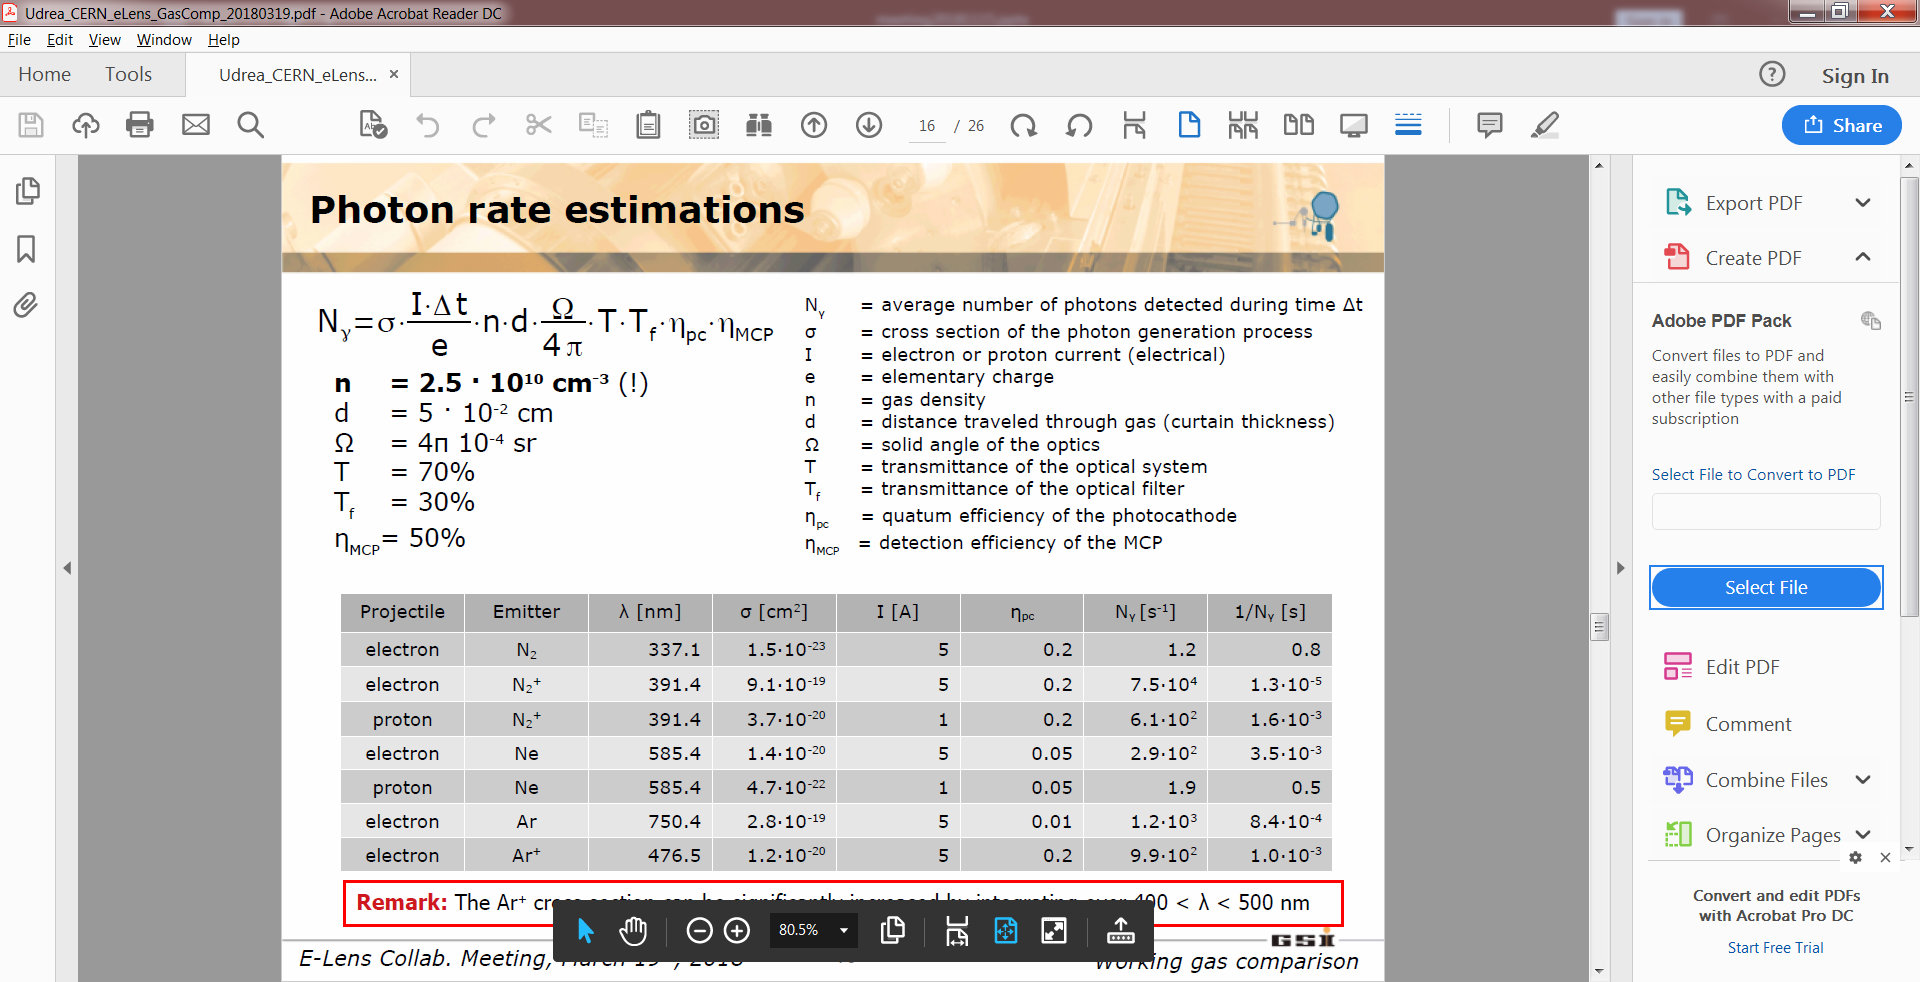 Udrea_CERN_eLens_GasComp_20180319.pdf - Adobe Acrobat Reader DC
File Edit View Window Help
Home Tools Udrea_CERN_eLens... × Sign In
16 / 26 Share
Photon rate estimations
Nγ=σ·I·Δt/e·n·d·Ω/4π·T·Tf·ηpc·ηMCP
n = 2.5 · 10¹⁰ cm⁻³ (!)
d = 5 · 10⁻² cm
Ω = 4π 10⁻⁴ sr
T = 70%
Tf = 30%
ηMCP= 50%
Nγ = average number of photons detected during time Δt
σ = cross section of the photon generation process
I = electron or proton current (electrical)
e = elementary charge
n = gas density
d = distance traveled through gas (curtain thickness)
Ω = solid angle of the optics
T = transmittance of the optical system
Tf = transmittance of the optical filter
ηpc = quatum efficiency of the photocathode
ηMCP = detection efficiency of the MCP
Projectile Emitter λ [nm] σ [cm²] I [A] ηpc Nγ [s⁻¹] 1/Nγ [s]
electron N₂ 337.1 1.5·10⁻²³ 5 0.2 1.2 0.8
electron N₂⁺ 391.4 9.1·10⁻¹⁹ 5 0.2 7.5·10⁴ 1.3·10⁻⁵
proton N₂⁺ 391.4 3.7·10⁻²⁰ 1 0.2 6.1·10² 1.6·10⁻³
electron Ne 585.4 1.4·10⁻²⁰ 5 0.05 2.9·10² 3.5·10⁻³
proton Ne 585.4 4.7·10⁻²² 1 0.05 1.9 0.5
electron Ar 750.4 2.8·10⁻¹⁹ 5 0.01 1.2·10³ 8.4·10⁻⁴
electron Ar⁺ 476.5 1.2·10⁻²⁰ 5 0.2 9.9·10² 1.0·10⁻³
Remark: The Ar⁺ cross section can be significantly increased by integrating over 400 < λ < 500 nm
80.5%
GSI
E-Lens Collab. Meeting, March 19, 2018
Working gas comparison
Export PDF
Create PDF
Adobe PDF Pack
Convert files to PDF and
easily combine them with
other file types with a paid
subscription
Select File to Convert to PDF
Select File
Edit PDF
Comment
Combine Files
Organize Pages
Convert and edit PDFs
with Acrobat Pro DC
Start Free Trial